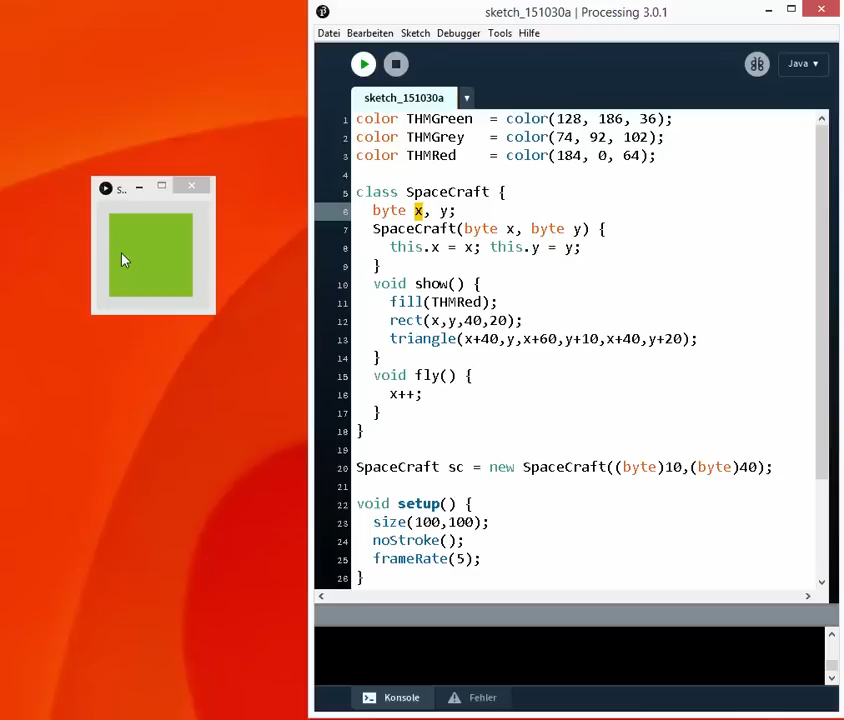 sketch_151030a | Processing 3.0.1
Datei Bearbeiten Sketch Debugger Tools Hilfe
Java ▾
sketch_151030a
s..
1 color THMGreen = color(128, 186, 36);
2 color THMGrey = color(74, 92, 102);
3 color THMRed = color(184, 0, 64);
4
5 class SpaceCraft {
6 byte x, y;
7 SpaceCraft(byte x, byte y) {
8 this.x = x; this.y = y;
9 }
10 void show() {
11 fill(THMRed);
12 rect(x,y,40,20);
13 triangle(x+40,y,x+60,y+10,x+40,y+20);
14 }
15 void fly() {
16 x++;
17 }
18 }
19
20 SpaceCraft sc = new SpaceCraft((byte)10,(byte)40);
21
22 void setup() {
23 size(100,100);
24 noStroke();
25 frameRate(5);
26 }
Konsole Fehler